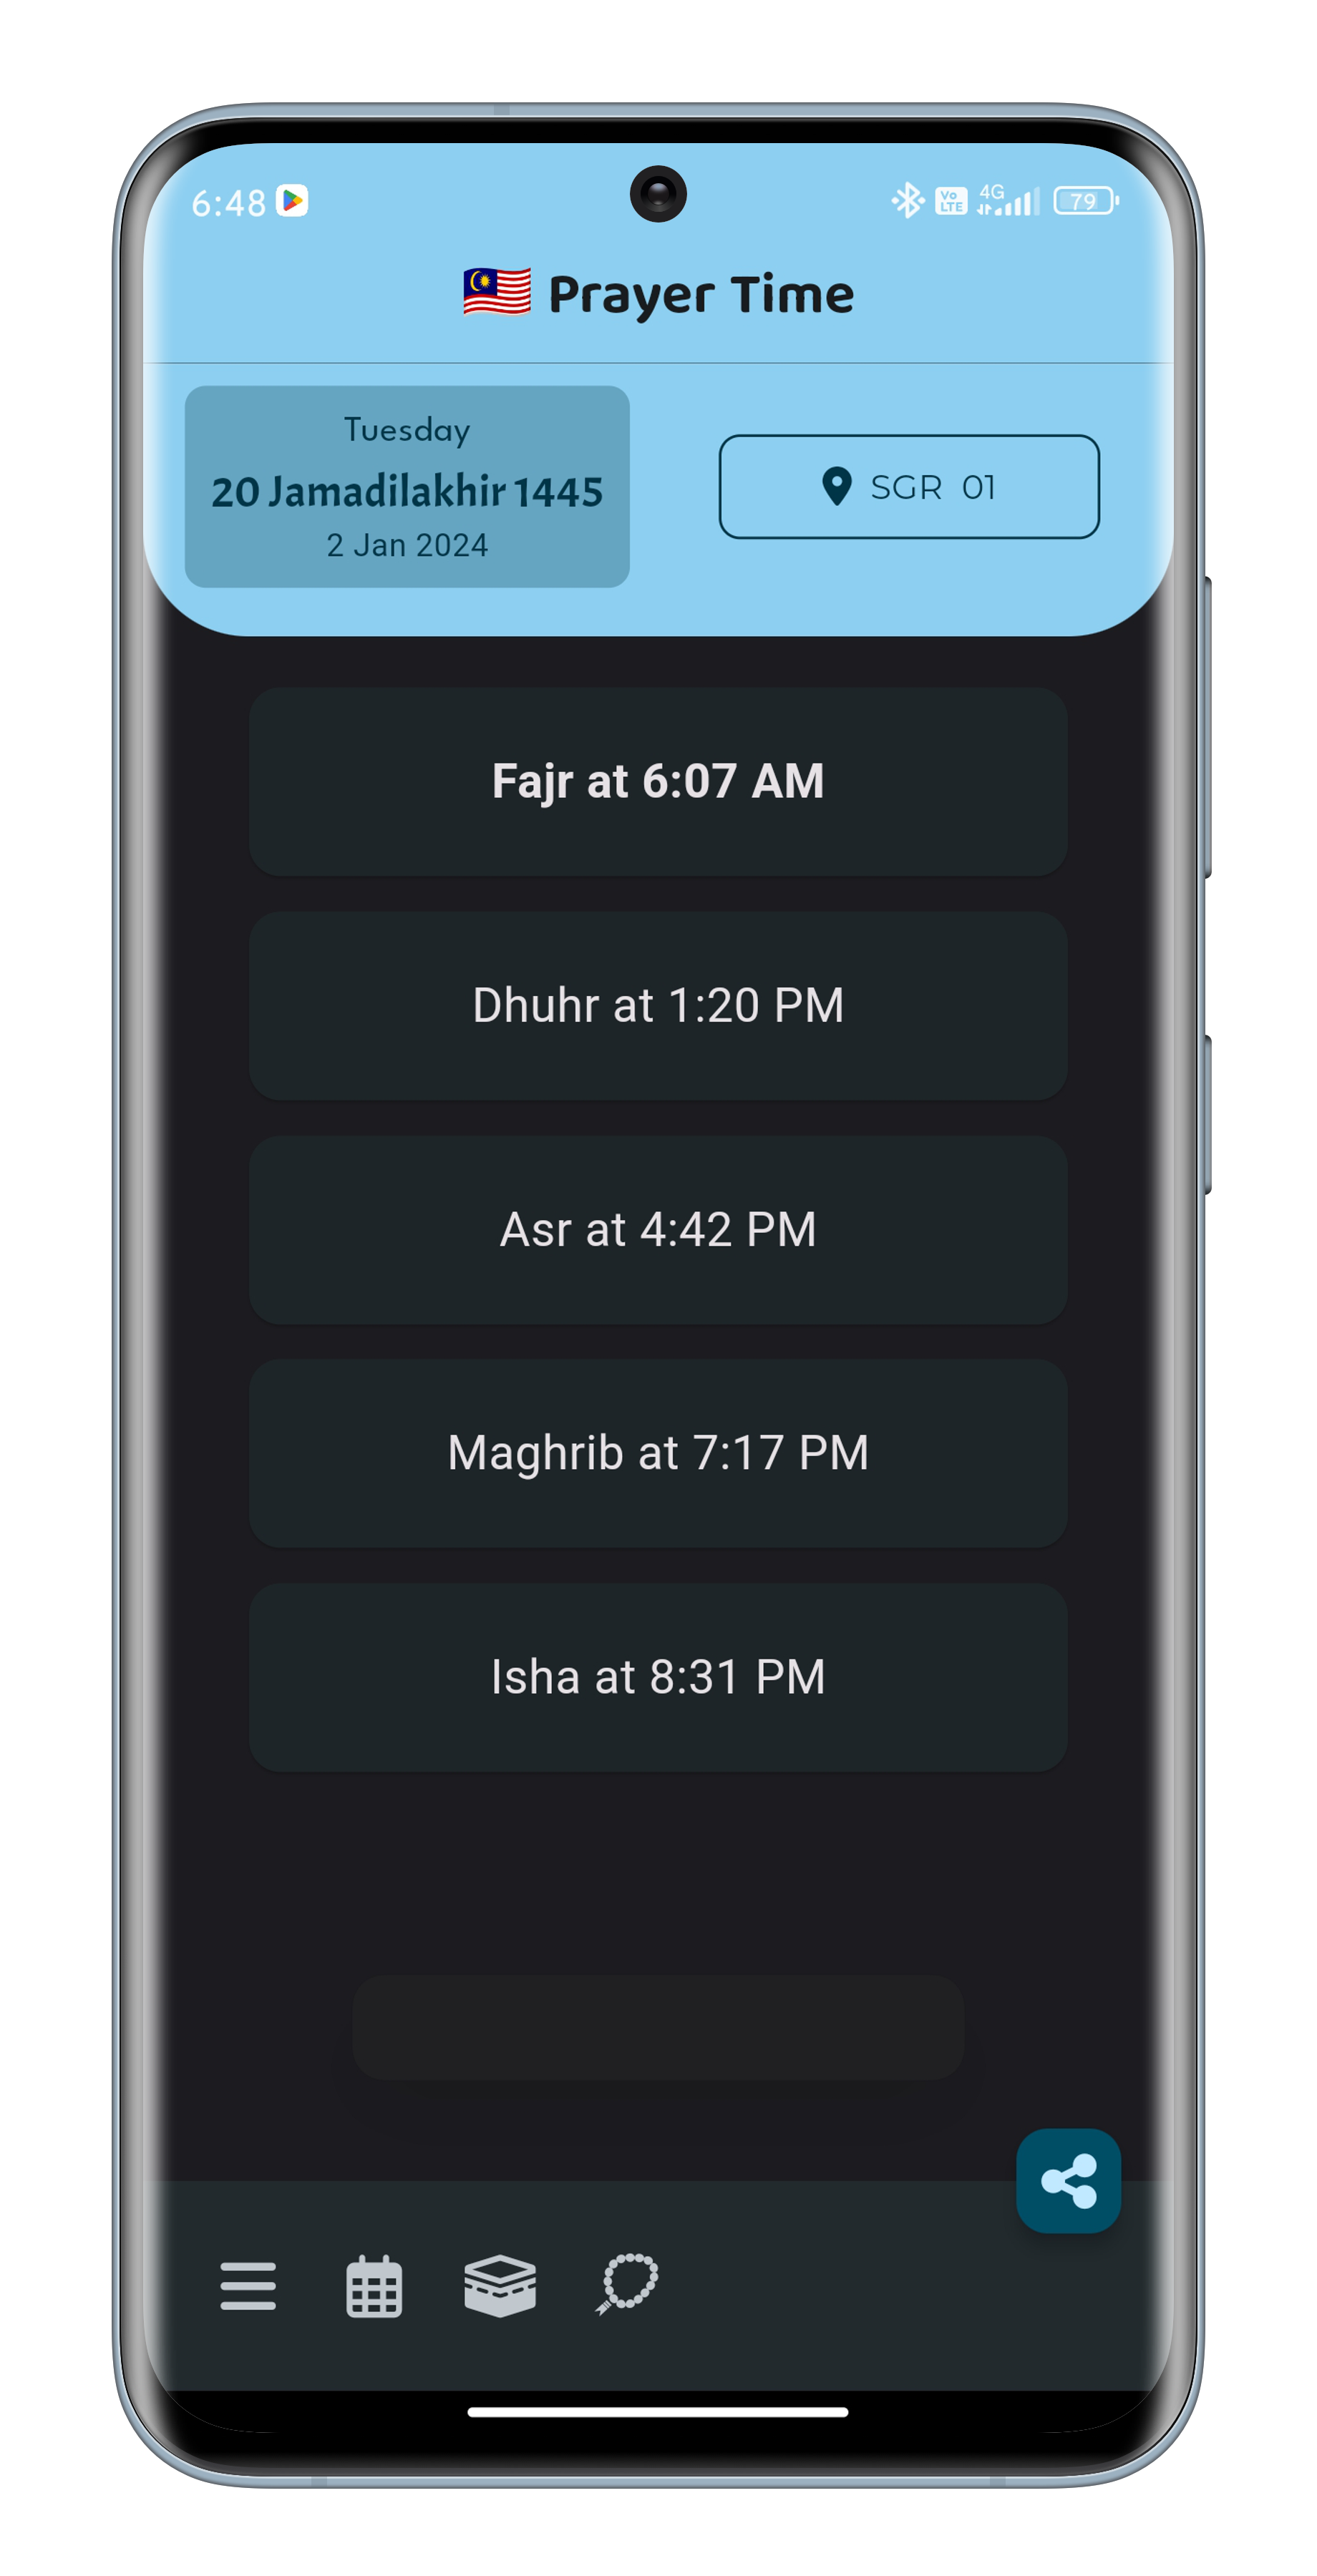 6:48
Vo LTE 4G 79
Prayer Time
Tuesday
20 Jamadilakhir 1445
2 Jan 2024
SGR 01
Fajr at 6:07 AM
Dhuhr at 1:20 PM
Asr at 4:42 PM
Maghrib at 7:17 PM
Isha at 8:31 PM